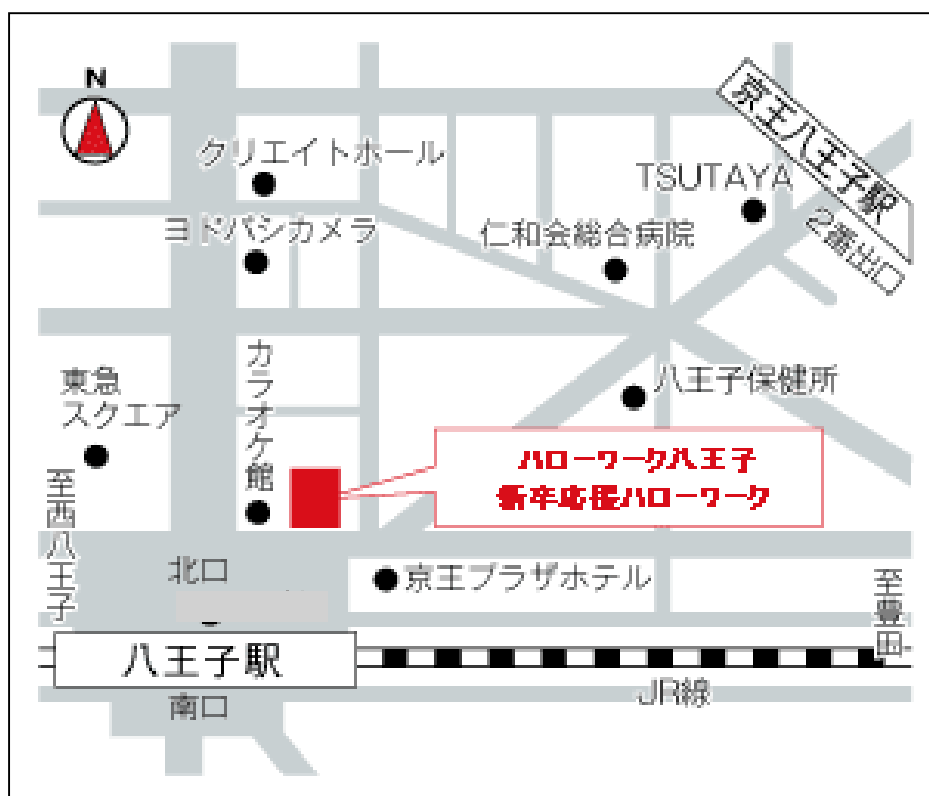 N
クリエイトホール
ヨドバシカメラ
TSUTAYA
京王八王子駅
2番出口
仁和会総合病院
東急
スクエア
カラオケ館
八王子保健所
ハローワーク八王子
新卒応援ハローワーク
至西八王子
北口
京王プラザホテル
至豊田
八王子駅
JR線
南口